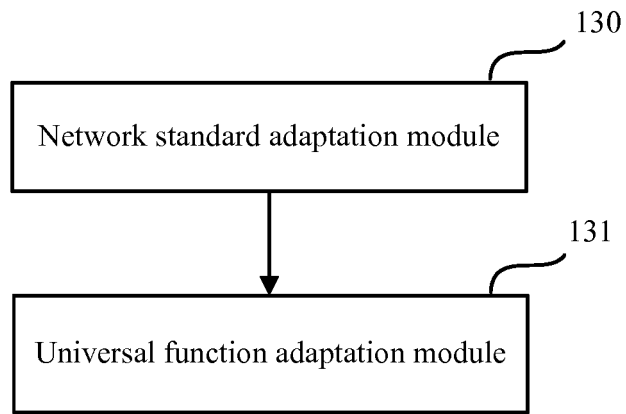 130
Network standard adaptation module
131
Universal function adaptation module